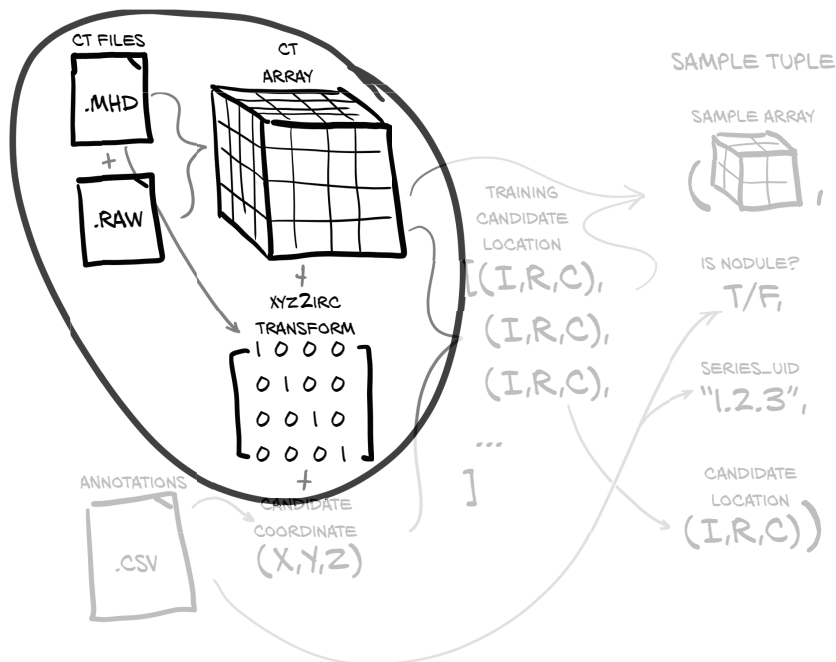 CT FILES
.MHD
+
.RAW
CT
ARRAY
+
XYZ2IRC
TRANSFORM
1 0 0 0
0 1 0 0
0 0 1 0
0 0 0 1
+
ANNOTATIONS
.CSV
CANDIDATE
COORDINATE
(X,Y,Z)
TRAINING
CANDIDATE
LOCATION
[(I,R,C),
(I,R,C),
(I,R,C),
...
]
SAMPLE TUPLE
SAMPLE ARRAY
( ,
IS NODULE?
T/F,
SERIES_UID
"1.2.3",
CANDIDATE
LOCATION
(I,R,C))